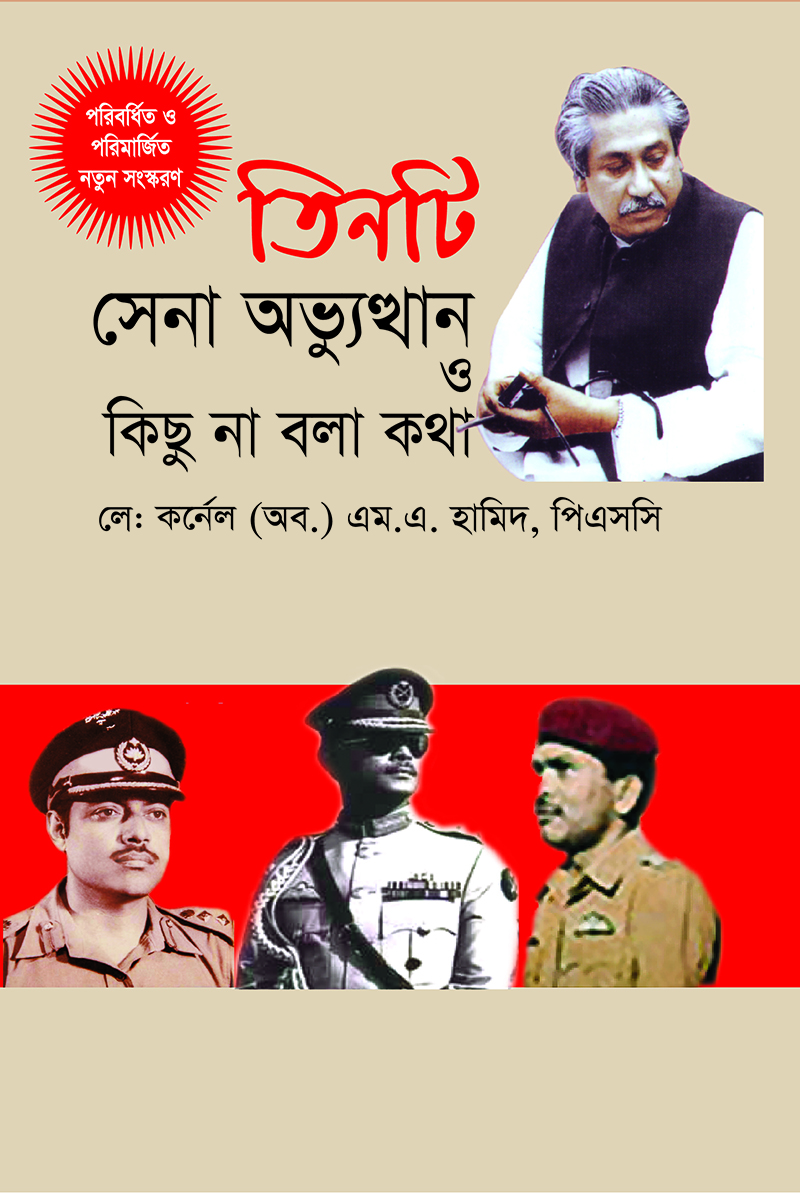 পরিবর্ধিত ও
পরিমার্জিত
নতুন সংস্করণ
তিনটি
সেনা অভ্যুত্থান
ও
কিছু না বলা কথা
লে: কর্নেল (অব.) এম.এ. হামিদ, পিএসসি